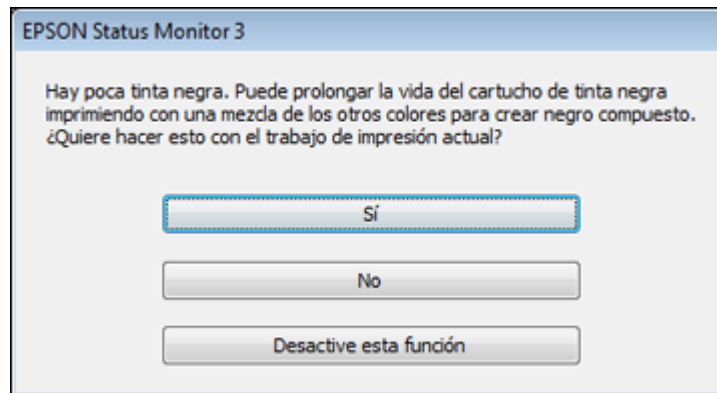 EPSON Status Monitor 3
Hay poca tinta negra. Puede prolongar la vida del cartucho de tinta negra
imprimiendo con una mezcla de los otros colores para crear negro compuesto.
¿Quiere hacer esto con el trabajo de impresión actual?
Sí
No
Desactive esta función